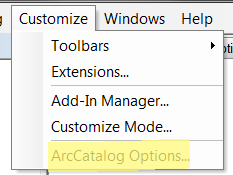 Customize Windows Help
Toolbars
Extensions...
Add-In Manager...
Customize Mode...
ArcCatalog Options...